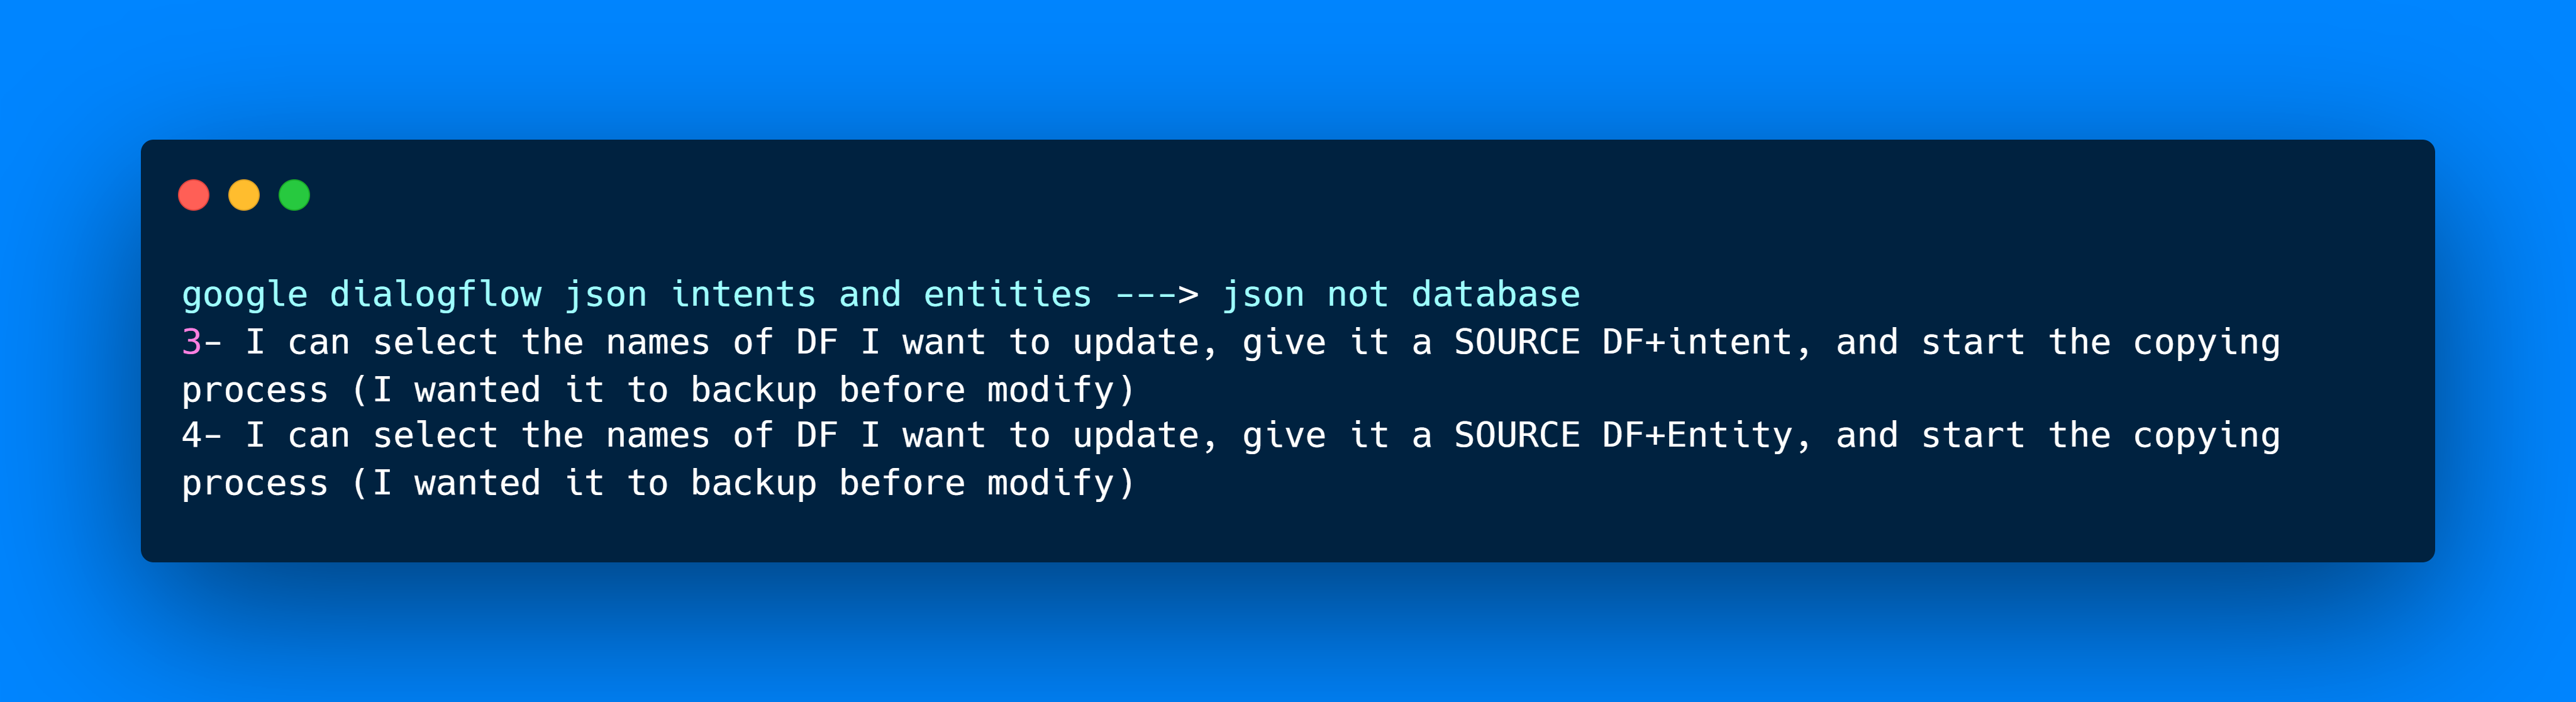 google dialogflow json intents and entities ---> json not database
3- I can select the names of DF I want to update, give it a SOURCE DF+intent, and start the copying
process (I wanted it to backup before modify)
4- I can select the names of DF I want to update, give it a SOURCE DF+Entity, and start the copying
process (I wanted it to backup before modify)